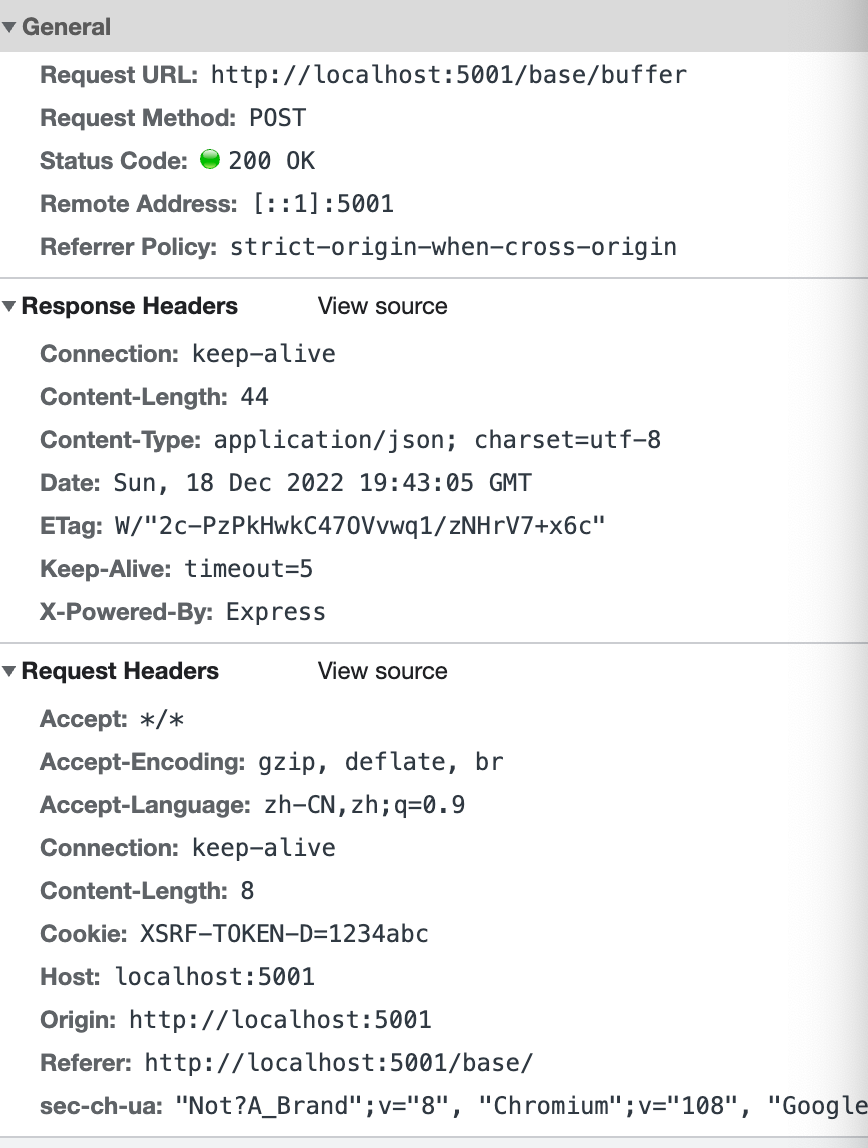 General
Request URL: http://localhost:5001/base/buffer
Request Method: POST
Status Code: 200 OK
Remote Address: [::1]:5001
Referrer Policy: strict-origin-when-cross-origin
Response Headers View source
Connection: keep-alive
Content-Length: 44
Content-Type: application/json; charset=utf-8
Date: Sun, 18 Dec 2022 19:43:05 GMT
ETag: W/"2c-PzPkHwkC47OVvwq1/zNHrV7+x6c"
Keep-Alive: timeout=5
X-Powered-By: Express
Request Headers View source
Accept: */*
Accept-Encoding: gzip, deflate, br
Accept-Language: zh-CN,zh;q=0.9
Connection: keep-alive
Content-Length: 8
Cookie: XSRF-TOKEN-D=1234abc
Host: localhost:5001
Origin: http://localhost:5001
Referer: http://localhost:5001/base/
sec-ch-ua: "Not?A_Brand";v="8", "Chromium";v="108", "Google